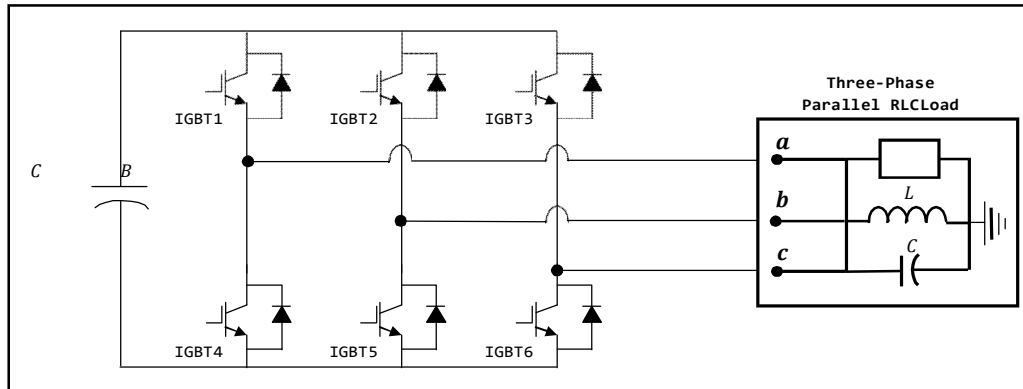 IGBT1
IGBT2
IGBT3
Three-Phase
Parallel RLCLoad
a
b
c
L
C
C
B
IGBT4
IGBT5
IGBT6